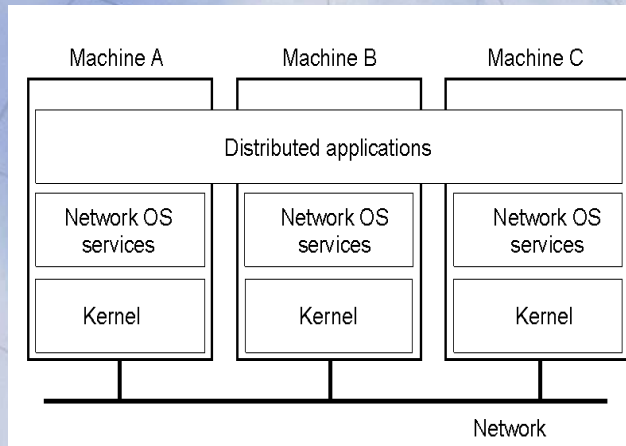 Machine A
Machine B
Machine C
Distributed applications
Network OS
services
Network OS
services
Network OS
services
Kernel
Kernel
Kernel
Network